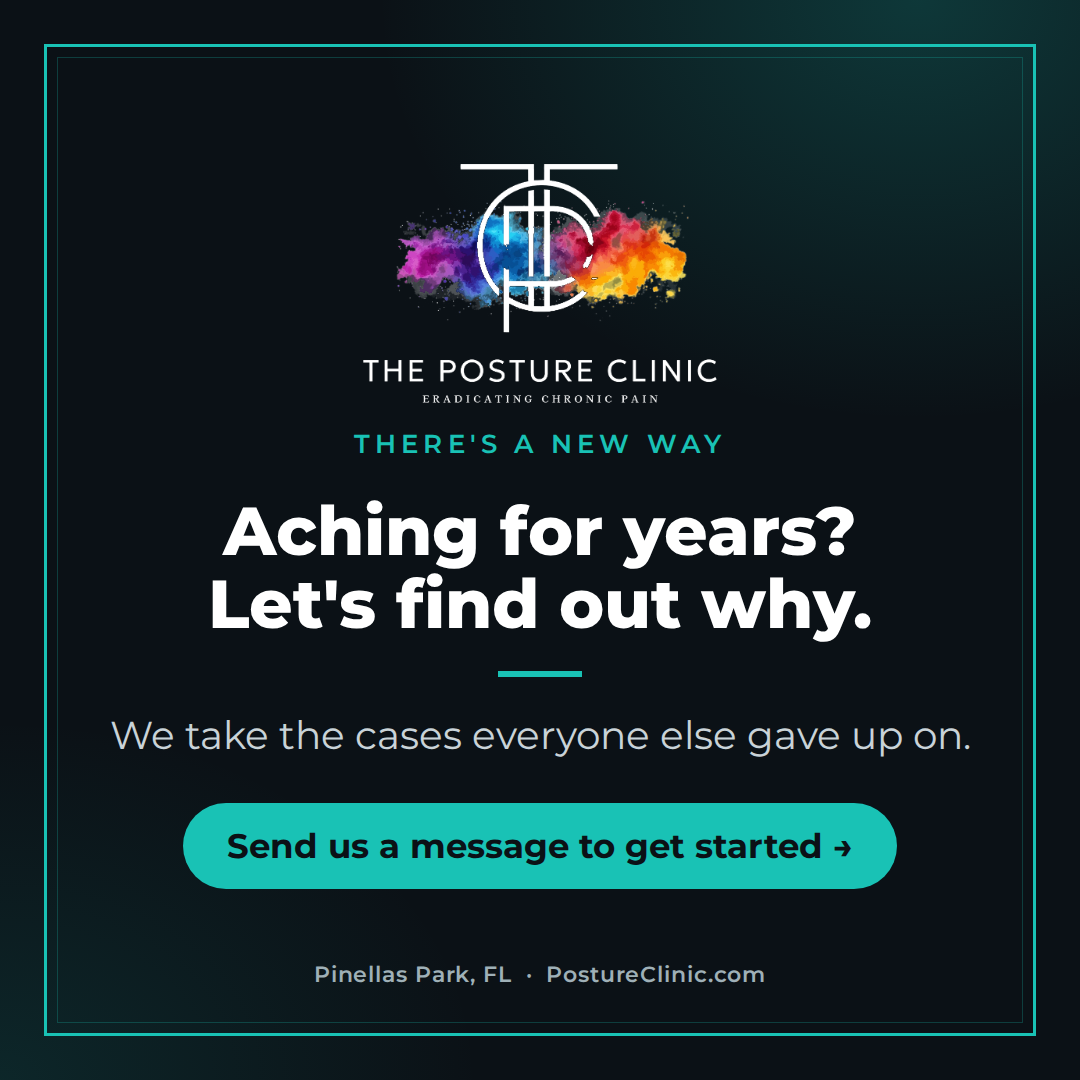 THE POSTURE CLINIC
ERADICATING CHRONIC PAIN
THERE'S A NEW WAY
Aching for years?
Let's find out why.
We take the cases everyone else gave up on.
Send us a message to get started →
Pinellas Park, FL · PostureClinic.com